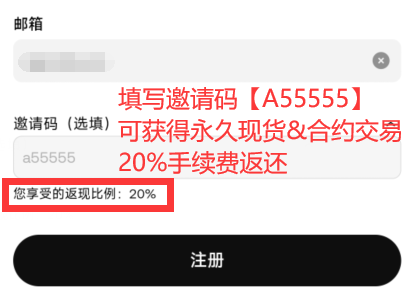 邮箱
填写邀请码【A55555】
邀请码（选填）
可获得永久现货&合约交易
a55555
20%手续费返还
您享受的返现比例：20%
注册